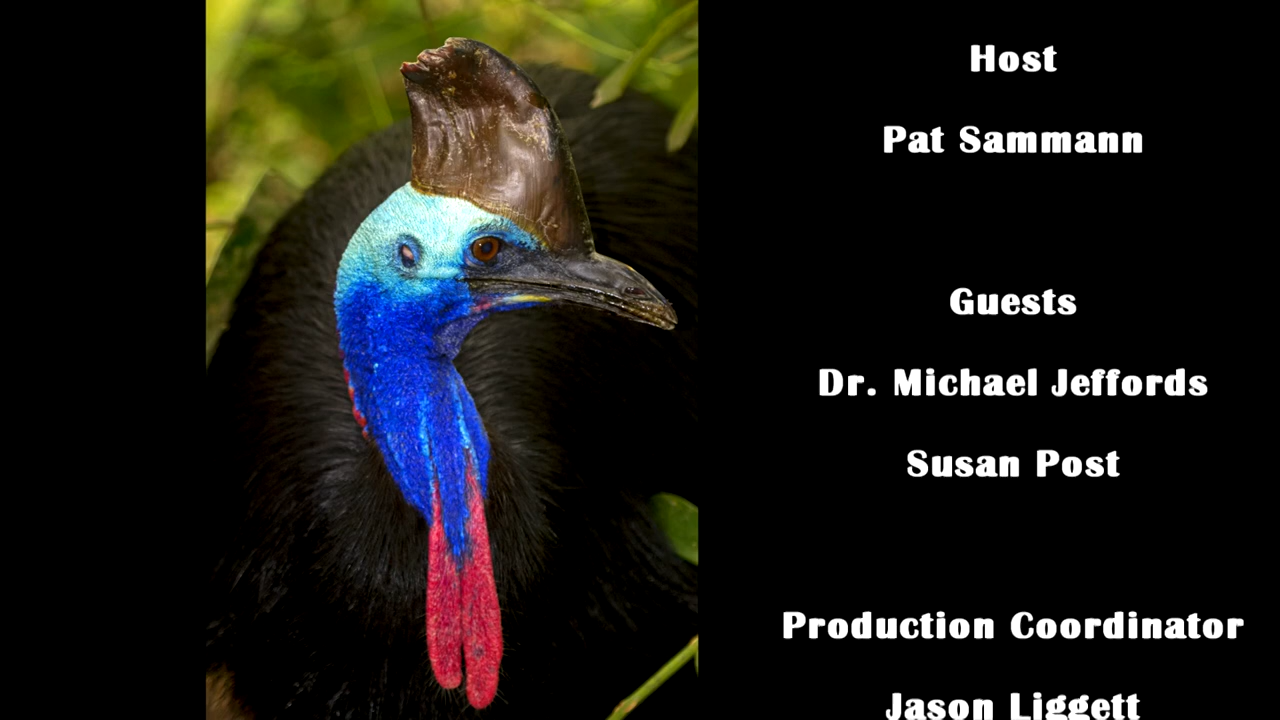 Host
Pat Sammann
Guests
Dr. Michael Jeffords
Susan Post
Production Coordinator
Jason Liggett